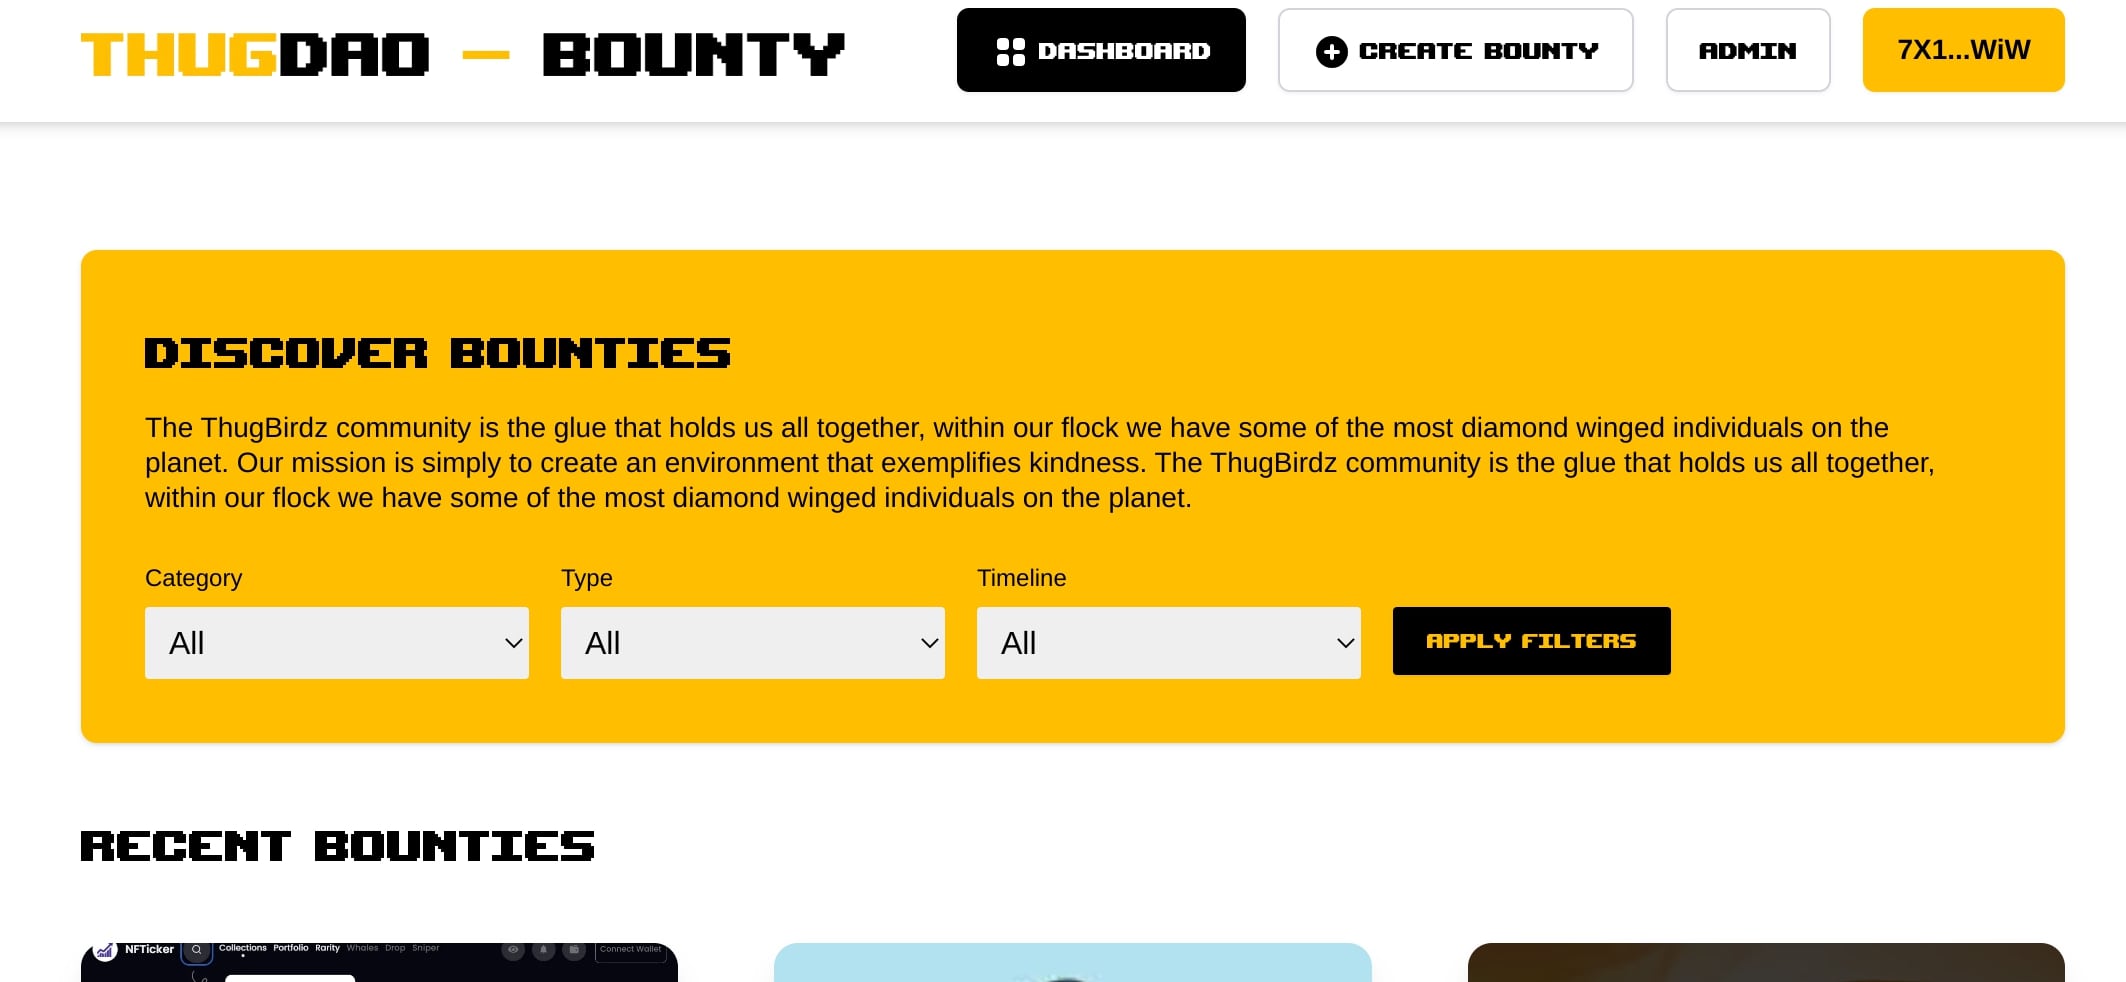 THUGDAO — BOUNTY
DASHBOARD
CREATE BOUNTY
ADMIN
7X1...WiW
DISCOVER BOUNTIES
The ThugBirdz community is the glue that holds us all together, within our flock we have some of the most diamond winged individuals on the
planet. Our mission is simply to create an environment that exemplifies kindness. The ThugBirdz community is the glue that holds us all together,
within our flock we have some of the most diamond winged individuals on the planet.
Category
Type
Timeline
All
All
All
APPLY FILTERS
RECENT BOUNTIES
NFTicker
Collections Portfolio Rarity Whales Drop Sniper
Connect Wallet